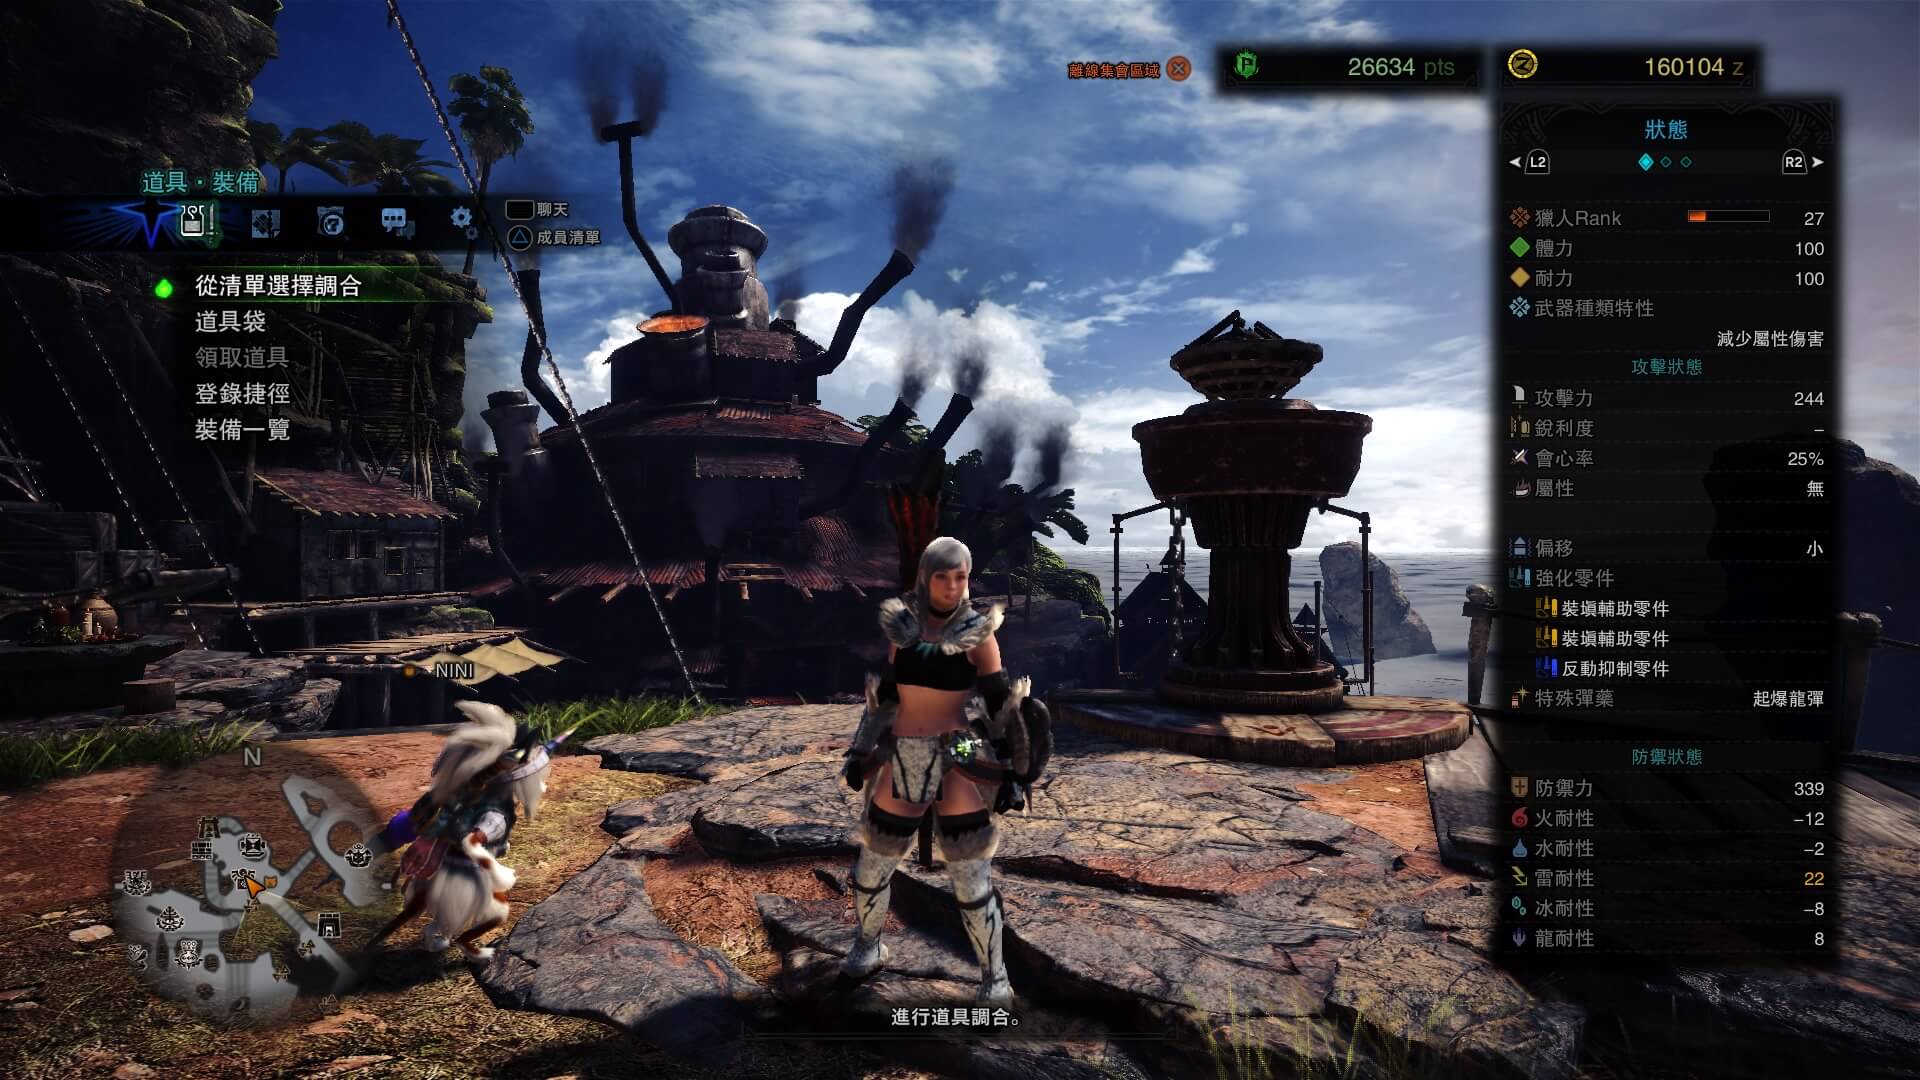 離線集會區域
26634 pts
160104 z
道具·裝備
聊天
成員清單
從清單選擇調合
道具袋
領取道具
登錄捷徑
裝備一覽
狀態
L2
R2
獵人Rank 27
體力 100
耐力 100
武器種類特性
減少屬性傷害
攻擊狀態
攻擊力 244
銳利度 –
會心率 25%
屬性 無
偏移 小
強化零件
裝塡輔助零件
裝塡輔助零件
反動抑制零件
特殊彈藥 起爆龍彈
防禦狀態
防禦力 339
火耐性 −12
水耐性 −2
雷耐性 22
冰耐性 −8
龍耐性 8
NINI
N
進行道具調合。